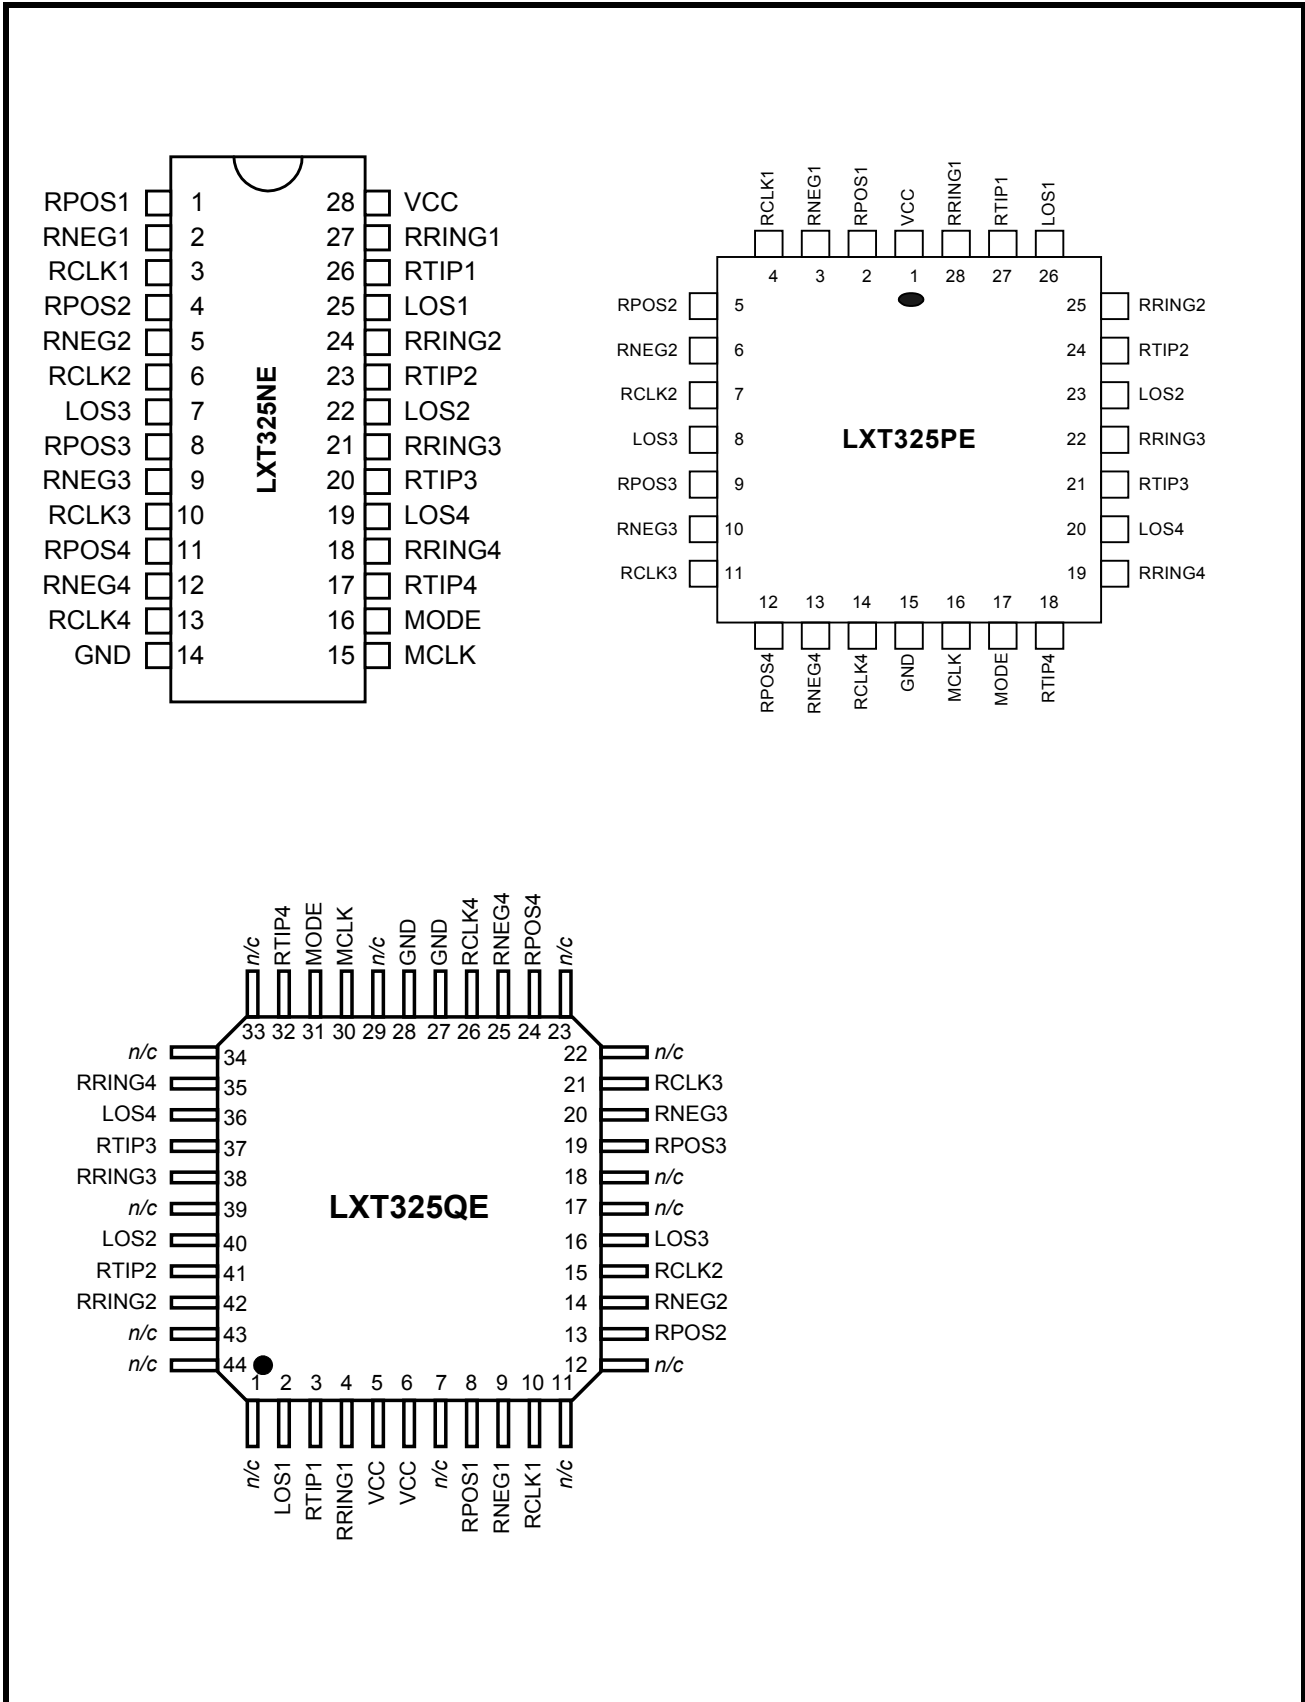 RPOS1 1 28 VCC
RNEG1 2 27 RRING1
RCLK1 3 26 RTIP1
RPOS2 4 25 LOS1
RNEG2 5 24 RRING2
RCLK2 6 23 RTIP2
LOS3 7 22 LOS2
RPOS3 8 21 RRING3
RNEG3 9 20 RTIP3
RCLK3 10 19 LOS4
RPOS4 11 18 RRING4
RNEG4 12 17 RTIP4
RCLK4 13 16 MODE
GND 14 15 MCLK
LXT325NE
RCLK1 RNEG1 RPOS1 VCC RRING1 RTIP1 LOS1
4 3 2 1 28 27 26
RPOS2 5 25 RRING2
RNEG2 6 24 RTIP2
RCLK2 7 23 LOS2
LOS3 8 22 RRING3
LXT325PE
RPOS3 9 21 RTIP3
RNEG3 10 20 LOS4
RCLK3 11 19 RRING4
12 13 14 15 16 17 18
RPOS4 RNEG4 RCLK4 GND MCLK MODE RTIP4
n/c RTIP4 MODE MCLK n/c GND GND RCLK4 RNEG4 RPOS4 n/c
33 32 31 30 29 28 27 26 25 24 23
n/c 34 22 n/c
RRING4 35 21 RCLK3
LOS4 36 20 RNEG3
RTIP3 37 19 RPOS3
RRING3 38 18 n/c
n/c 39 17 n/c
LXT325QE
LOS2 40 16 LOS3
RTIP2 41 15 RCLK2
RRING2 42 14 RNEG2
n/c 43 13 RPOS2
n/c 44 12 n/c
1 2 3 4 5 6 7 8 9 10 11
n/c LOS1 RTIP1 RRING1 VCC VCC n/c RPOS1 RNEG1 RCLK1 n/c